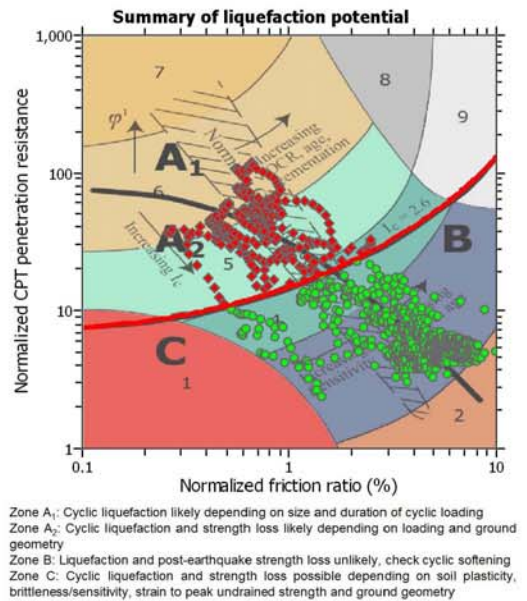 Summary of liquefaction potential
1,000
100
10
1
0.1
1
10
Normalized CPT penetration resistance
Normalized friction ratio (%)
7
8
9
φ'
Increasing
OCR, age,
cementation
A1
6
A2
Increasing Ic
5
Ic = 2.6
B
4
C
1
sensitivity
2
Zone A1: Cyclic liquefaction likely depending on size and duration of cyclic loading
Zone A2: Cyclic liquefaction and strength loss likely depending on loading and ground
geometry
Zone B: Liquefaction and post-earthquake strength loss unlikely, check cyclic softening
Zone C: Cyclic liquefaction and strength loss possible depending on soil plasticity,
brittleness/sensitivity, strain to peak undrained strength and ground geometry